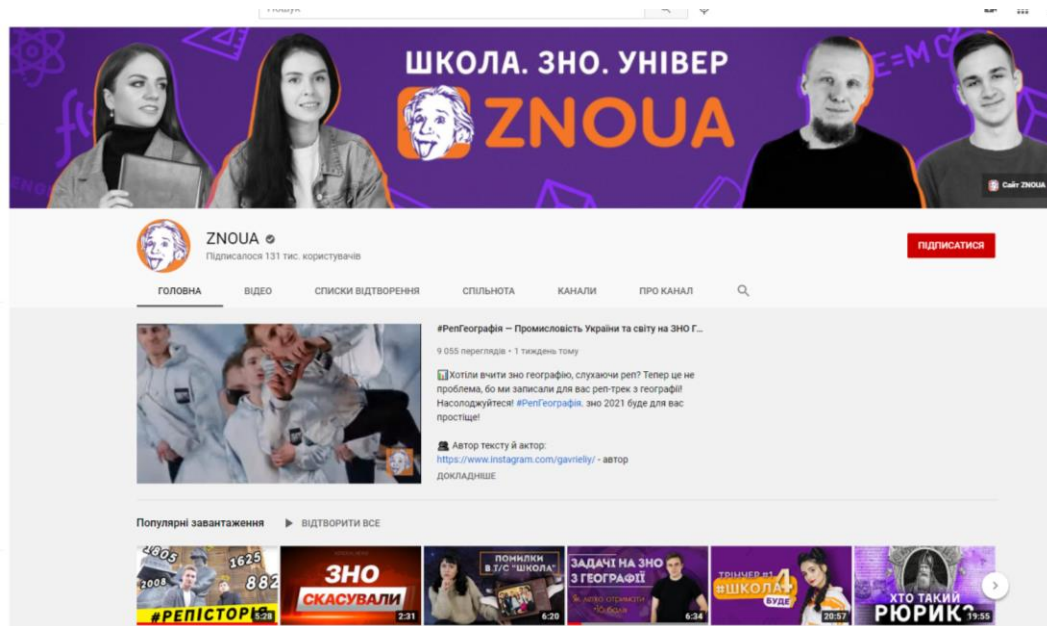 Пошук
ШКОЛА. ЗНО. УНІВЕР
ZNOUA
E=MC²
Сайт ZNOUA
ZNOUA
Підписалося 131 тис. користувачів
ПІДПИСАТИСЯ
ГОЛОВНА ВІДЕО СПИСКИ ВІДТВОРЕННЯ СПІЛЬНОТА КАНАЛИ ПРО КАНАЛ
#РепГеографія — Промисловість України та світу на ЗНО Г...
9 055 переглядів • 1 тиждень тому
Хотіли вчити зно географію, слухаючи реп? Тепер це не
проблема, бо ми записали для вас реп-трек з географії!
Насолоджуйтеся! #РепГеографія. зно 2021 буде для вас
простіше!
Автор тексту й актор:
https://www.instagram.com/gavrieliy/ - автор
ДОКЛАДНІШЕ
Популярні завантаження ВІДТВОРИТИ ВСЕ
1805
1625
2008
882
#РЕПІСТОРІЯ
5:28
ЗНО
СКАСУВАЛИ
2:31
ПОМИЛКИ
В Т/С "ШКОЛА"
6:20
ЗАДАЧІ НА ЗНО
З ГЕОГРАФІЇ
6:34
#ШКОЛА
4
БУДЕ
20:57
ХТО ТАКИЙ
РЮРИК?
19:55